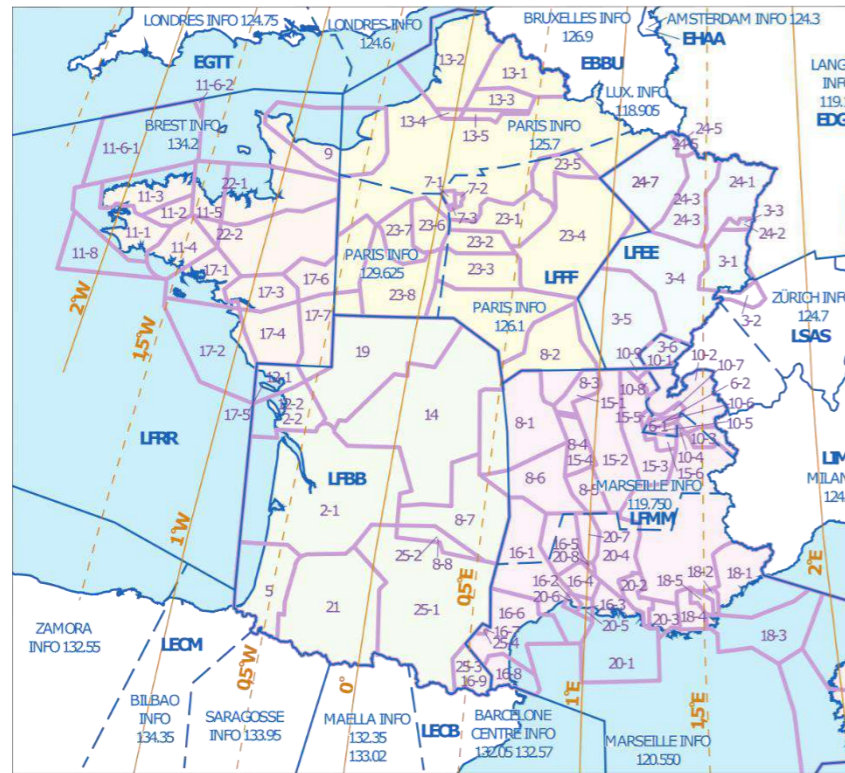 LONDRES INFO 124.75
LONDRES INFO
124.6
BRUXELLES INFO
126.9
AMSTERDAM INFO 124.3
EHAA
EGTT
EBBU
LUX. INFO
118.905
LANG
INF
119.
EDG
11-6-2
13-2
13-1
13-3
13-4
13-5
BREST INFO
134.2
11-6-1
9
PARIS INFO
125.7
24-5
24-5
24-7
24-1
23-5
22-1
11-3
11-2
11-5
11-1
11-4
22-2
11-8
17-1
7-1
7-2
7-3
23-1
23-7
23-6
23-2
23-3
23-4
24-3
24-3
3-3
24-2
LFEE
3-1
3-4
LFFF
PARIS INFO
129.625
23-8
PARIS INFO
126.1
17-6
17-3
17-7
17-4
17-2
3-2
ZÜRICH INFO
124.7
LSAS
3-5
3-6
10-1
10-9
10-2
10-7
10-8
6-2
10-6
10-5
6-1
15-5
10-3
10-4
15-6
15-3
2°W
1.5°W
19
8-2
8-3
15-1
12-1
12-2
2-2
17-5
14
8-1
8-4
15-4
15-2
8-6
8-5
LFRR
LFBB
2-1
MARSEILLE INFO
119.750
LFMM
LIM
MILAN
124
1°W
8-7
25-2
8-8
16-1
16-5
20-8
20-7
20-4
16-2
20-6
16-4
20-2
16-3
20-5
18-5
18-2
18-1
20-3
18-4
18-3
2°E
5
21
25-1
0.5°E
16-6
16-7
25-4
25-3
16-9
16-8
20-1
1°E
1.5°E
ZAMORA
INFO 132.55
LECM
0.5°W
0°
BILBAO
INFO
134.35
SARAGOSSE
INFO 133.95
MAELLA INFO
132.35
133.02
LECB
BARCELONE
CENTRE INFO
132.05 132.57
MARSEILLE INFO
120.550